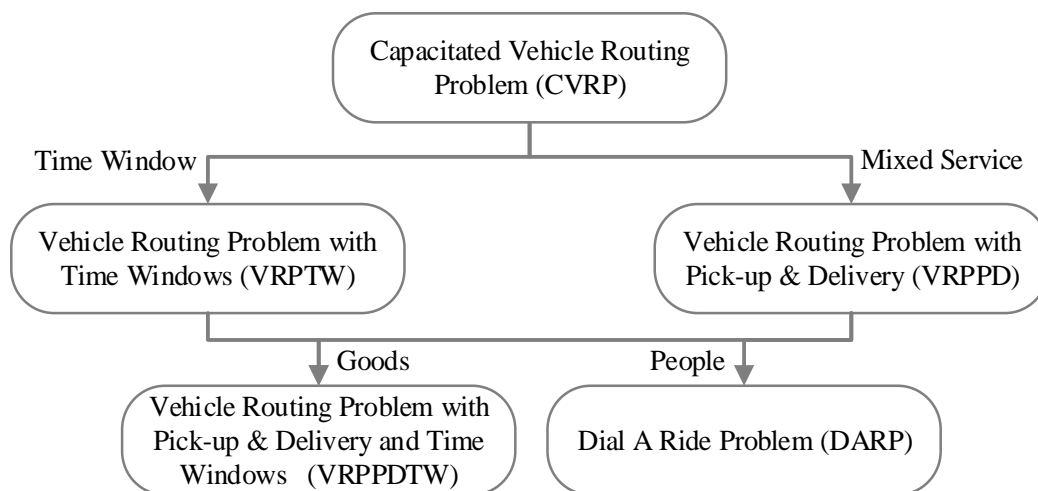 Capacitated Vehicle Routing
Problem (CVRP)
Time Window
Mixed Service
Vehicle Routing Problem with
Time Windows (VRPTW)
Vehicle Routing Problem with
Pick-up & Delivery (VRPPD)
Goods
People
Vehicle Routing Problem with
Pick-up & Delivery and Time
Windows (VRPPDTW)
Dial A Ride Problem (DARP)